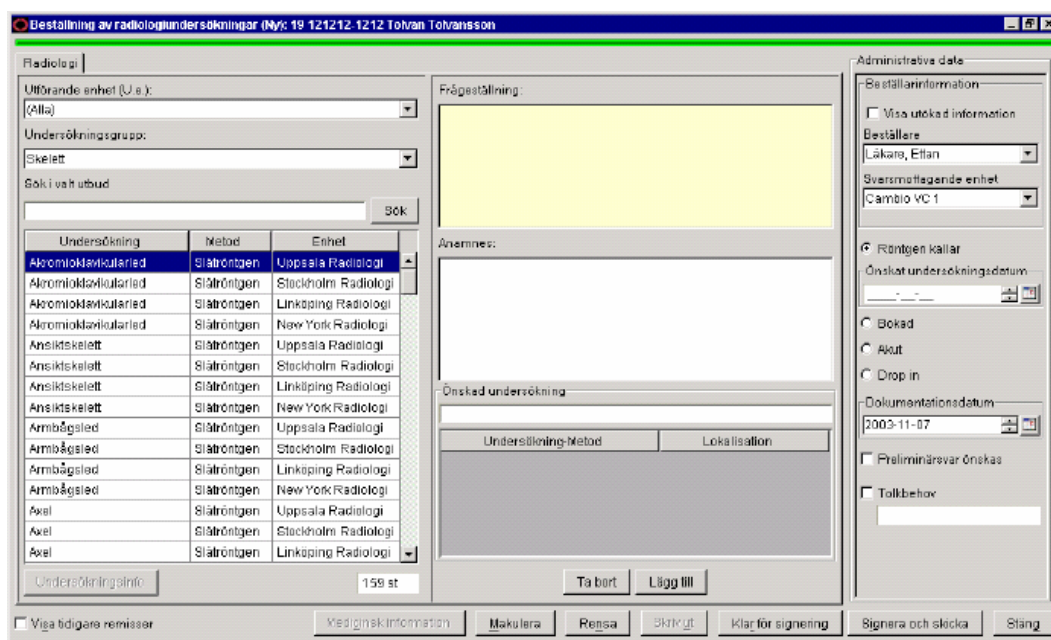 Beställning av radiologiundersökningar (Ny): 19 121212-1212 Tolvan Tolvansson
Radiologi
Utförande enhet (U.e.):
(Alla)
Undersökningsgrupp:
Skelett
Sök i valt utbud
Sök
Undersökning Metod Enhet
Akromioklavikularled Slätröntgen Uppsala Radiologi
Akromioklavikularled Slätröntgen Stockholm Radiologi
Akromioklavikularled Slätröntgen Linköping Radiologi
Akromioklavikularled Slätröntgen New York Radiologi
Ansiktskelett Slätröntgen Uppsala Radiologi
Ansiktskelett Slätröntgen Stockholm Radiologi
Ansiktskelett Slätröntgen Linköping Radiologi
Ansiktskelett Slätröntgen New York Radiologi
Armbågsled Slätröntgen Uppsala Radiologi
Armbågsled Slätröntgen Stockholm Radiologi
Armbågsled Slätröntgen Linköping Radiologi
Armbågsled Slätröntgen New York Radiologi
Axel Slätröntgen Uppsala Radiologi
Axel Slätröntgen Stockholm Radiologi
Axel Slätröntgen Linköping Radiologi
Undersökningsinfo 159 st
Frågeställning:
Anamnes:
Önskad undersökning
Undersökning-Metod Lokalisation
Ta bort Lägg till
Administrativa data
Beställarinformation
Visa utökad information
Beställare
Läkare, Ettan
Svarsmottagande enhet
Cambio VC 1
Röntgen kallar
Önskat undersökningsdatum
____-__-__
Bokad
Akut
Drop in
Dokumentationsdatum
2003-11-07
Preliminärsvar önskas
Tolkbehov
Visa tidigare remisser Medicinsk information Makulera Rensa Skriv ut Klar för signering Signera och skicka Stäng